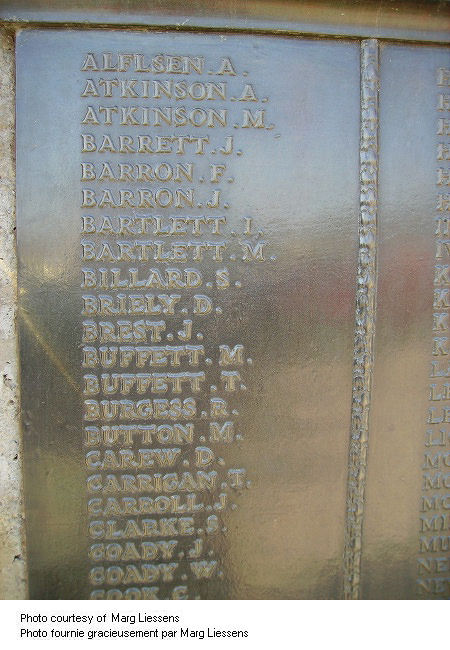 ALFLSEN. A.
ATKINSON. A.
ATKINSON. M.
BARRETT. J.
BARRON. F.
BARRON. J.
BARTLETT. I.
BARTLETT. M.
BILLARD. S.
BRIELY. D.
BREST. J.
BUFFETT. M.
BUFFETT. T.
BURGESS. R.
BUTTON. M.
CAREW. D.
CARRIGAN. T.
CARROLL. J.
CLARKE. S.
COADY. J.
COADY. W.
COOK. G.
Photo courtesy of Marg Liessens
Photo fournie gracieusement par Marg Liessens